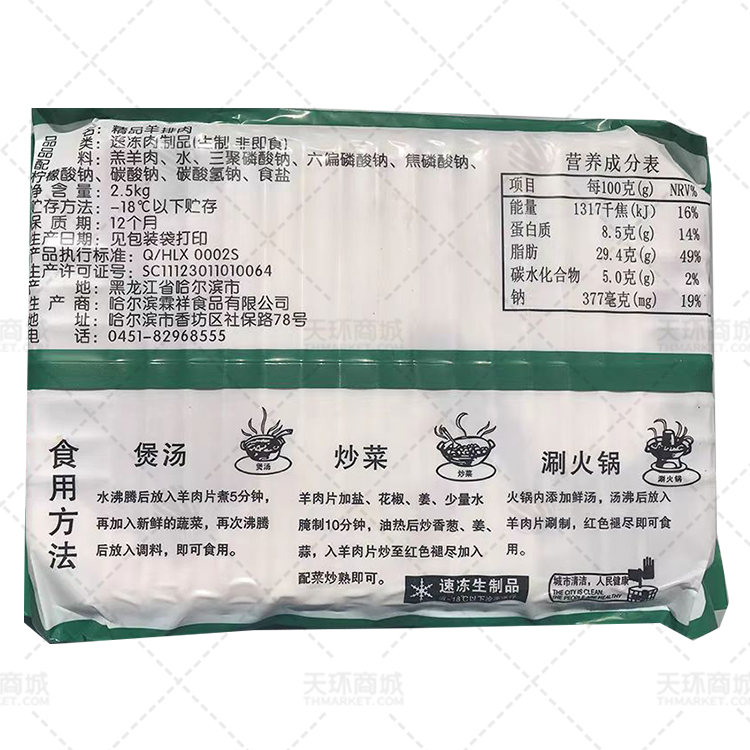 名：精品羊排肉
品类：速冻肉制品(生制 非即食)
配料：羔羊肉、水、三聚磷酸钠、六偏磷酸钠、焦磷酸钠、
柠檬酸钠、碳酸钠、碳酸氢钠、食盐
净含量：2.5kg
贮存方法：-18℃以下贮存
保质期：12个月
生产日期：见包装袋打印
产品执行标准：Q/HLX 0002S
生产许可证号：SC11123011010064
产地：黑龙江省哈尔滨市
生产商：哈尔滨霖祥食品有限公司
地址：哈尔滨市香坊区社保路78号
电话：0451-82968555
营养成分表
项目 每100克(g) NRV%
能量 1317千焦(kJ) 16%
蛋白质 8.5克(g) 14%
脂肪 29.4克(g) 49%
碳水化合物 5.0克(g) 2%
钠 377毫克(mg) 19%
食用方法
煲汤
煲汤
水沸腾后放入羊肉片煮5分钟，
再加入新鲜的蔬菜，再次沸腾
后放入调料，即可食用。
炒菜
炒菜
羊肉片加盐、花椒、姜、少量水
腌制10分钟，油热后炒香葱、姜、
蒜，入羊肉片炒至红色褪尽加入
配菜炒熟即可。
涮火锅
涮火锅
火锅内添加鲜汤，汤沸后放入
羊肉片涮制，红色褪尽即可食
用。
速冻生制品
城市清洁，人民健康
THE CITY IS CLEAN,
THE PEOPLE ARE HEALTHY
天环商城
THMARKET.COM